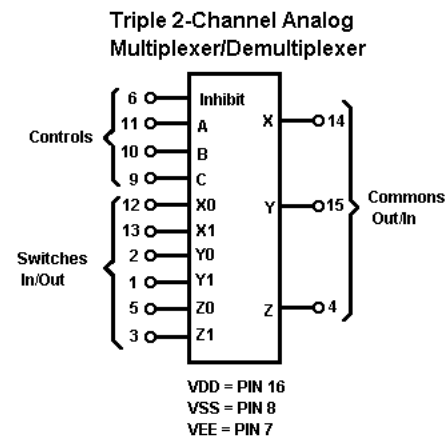 Triple 2-Channel Analog
Multiplexer/Demultiplexer
Controls
6 Inhibit
11 A
10 B
9 C
Switches
In/Out
12 X0
13 X1
2 Y0
1 Y1
5 Z0
3 Z1
X 14
Y 15
Z 4
Commons
Out/In
VDD = PIN 16
VSS = PIN 8
VEE = PIN 7